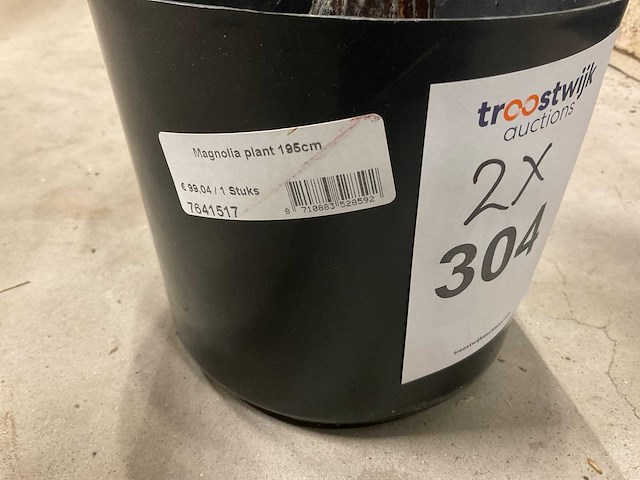 Magnolia plant 195cm
€ 99,04 / 1 Stuks
7641517
8 710883 528592
troostwijk
auctions
2x
304